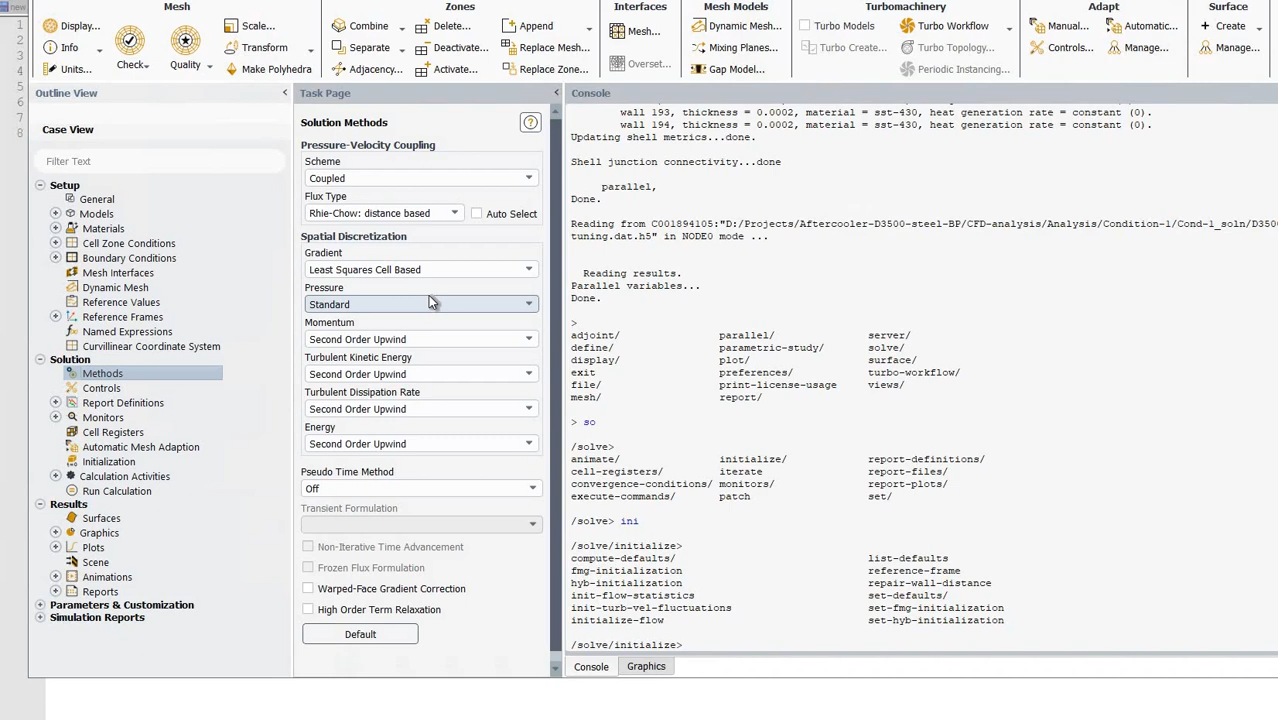 new
Mesh
Zones
Interfaces
Mesh Models
Turbomachinery
Adapt
Surface
Display...
Info
Units...
Check
Quality
Scale...
Transform
Make Polyhedra
Combine
Separate
Adjacency...
Delete...
Deactivate...
Activate...
Append
Replace Mesh...
Replace Zone...
Mesh...
Overset...
Dynamic Mesh...
Mixing Planes...
Gap Model...
Turbo Models
Turbo Create...
Turbo Workflow
Turbo Topology...
Periodic Instancing...
Manual...
Controls...
Automatic...
Manage...
Create
Manage...
1
2
3
4
5
6
7
8
Outline View
Case View
Filter Text
Setup
General
Models
Materials
Cell Zone Conditions
Boundary Conditions
Mesh Interfaces
Dynamic Mesh
Reference Values
Reference Frames
Named Expressions
Curvillinear Coordinate System
Solution
Methods
Controls
Report Definitions
Monitors
Cell Registers
Automatic Mesh Adaption
Initialization
Calculation Activities
Run Calculation
Results
Surfaces
Graphics
Plots
Scene
Animations
Reports
Parameters & Customization
Simulation Reports
Task Page
Solution Methods
?
Pressure-Velocity Coupling
Scheme
Coupled
Flux Type
Rhie-Chow: distance based Auto Select
Spatial Discretization
Gradient
Least Squares Cell Based
Pressure
Standard
Momentum
Second Order Upwind
Turbulent Kinetic Energy
Second Order Upwind
Turbulent Dissipation Rate
Second Order Upwind
Energy
Second Order Upwind
Pseudo Time Method
Off
Transient Formulation
Non-Iterative Time Advancement
Frozen Flux Formulation
Warped-Face Gradient Correction
High Order Term Relaxation
Default
Console
wall 193, thickness = 0.0002, material = sst-430, heat generation rate = constant (0).
wall 194, thickness = 0.0002, material = sst-430, heat generation rate = constant (0).
Updating shell metrics...done.
Shell junction connectivity...done
parallel,
Done.
Reading from C001894105:"D:/Projects/Aftercooler-D3500-steel-BP/CFD-analysis/Analysis/Condition-1/Cond-1_soln/D3500
tuning.dat.h5" in NODE0 mode ...
Reading results.
Parallel variables...
Done.
>
adjoint/ parallel/ server/
define/ parametric-study/ solve/
display/ plot/ surface/
exit preferences/ turbo-workflow/
file/ print-license-usage views/
mesh/ report/
> so
/solve>
animate/ initialize/ report-definitions/
cell-registers/ iterate report-files/
convergence-conditions/ monitors/ report-plots/
execute-commands/ patch set/
/solve> ini
/solve/initialize>
compute-defaults/ list-defaults
fmg-initialization reference-frame
hyb-initialization repair-wall-distance
init-flow-statistics set-defaults/
init-turb-vel-fluctuations set-fmg-initialization
initialize-flow set-hyb-initialization
/solve/initialize>
Console Graphics